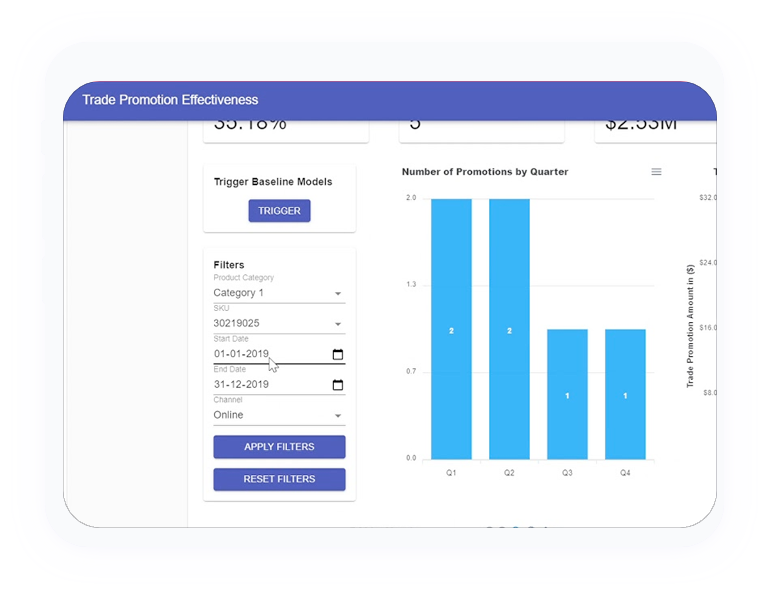 Trade Promotion Effectiveness
35.18%
5
$2.53M
Trigger Baseline Models
TRIGGER
Filters
Product Category
Category 1
SKU
30219025
Start Date
01-01-2019
End Date
31-12-2019
Channel
Online
APPLY FILTERS
RESET FILTERS
Number of Promotions by Quarter
2.0
1.3
0.7
0.0
2
2
1
1
Q1
Q2
Q3
Q4
T
Trade Promotion Amount in ($)
$32.0
$24.0
$16.0
$8.0